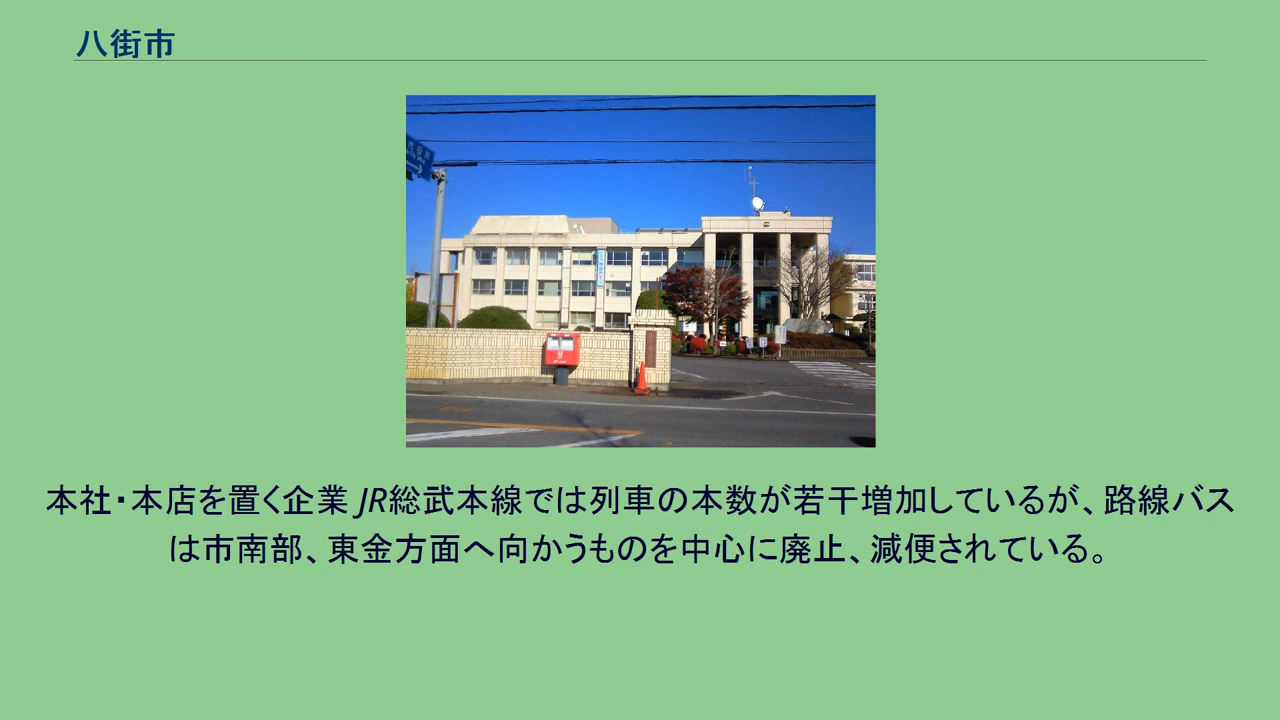 八街市
本社・本店を置く企業 JR総武本線では列車の本数が若干増加しているが、路線バス
は市南部、東金方面へ向かうものを中心に廃止、減便されている。